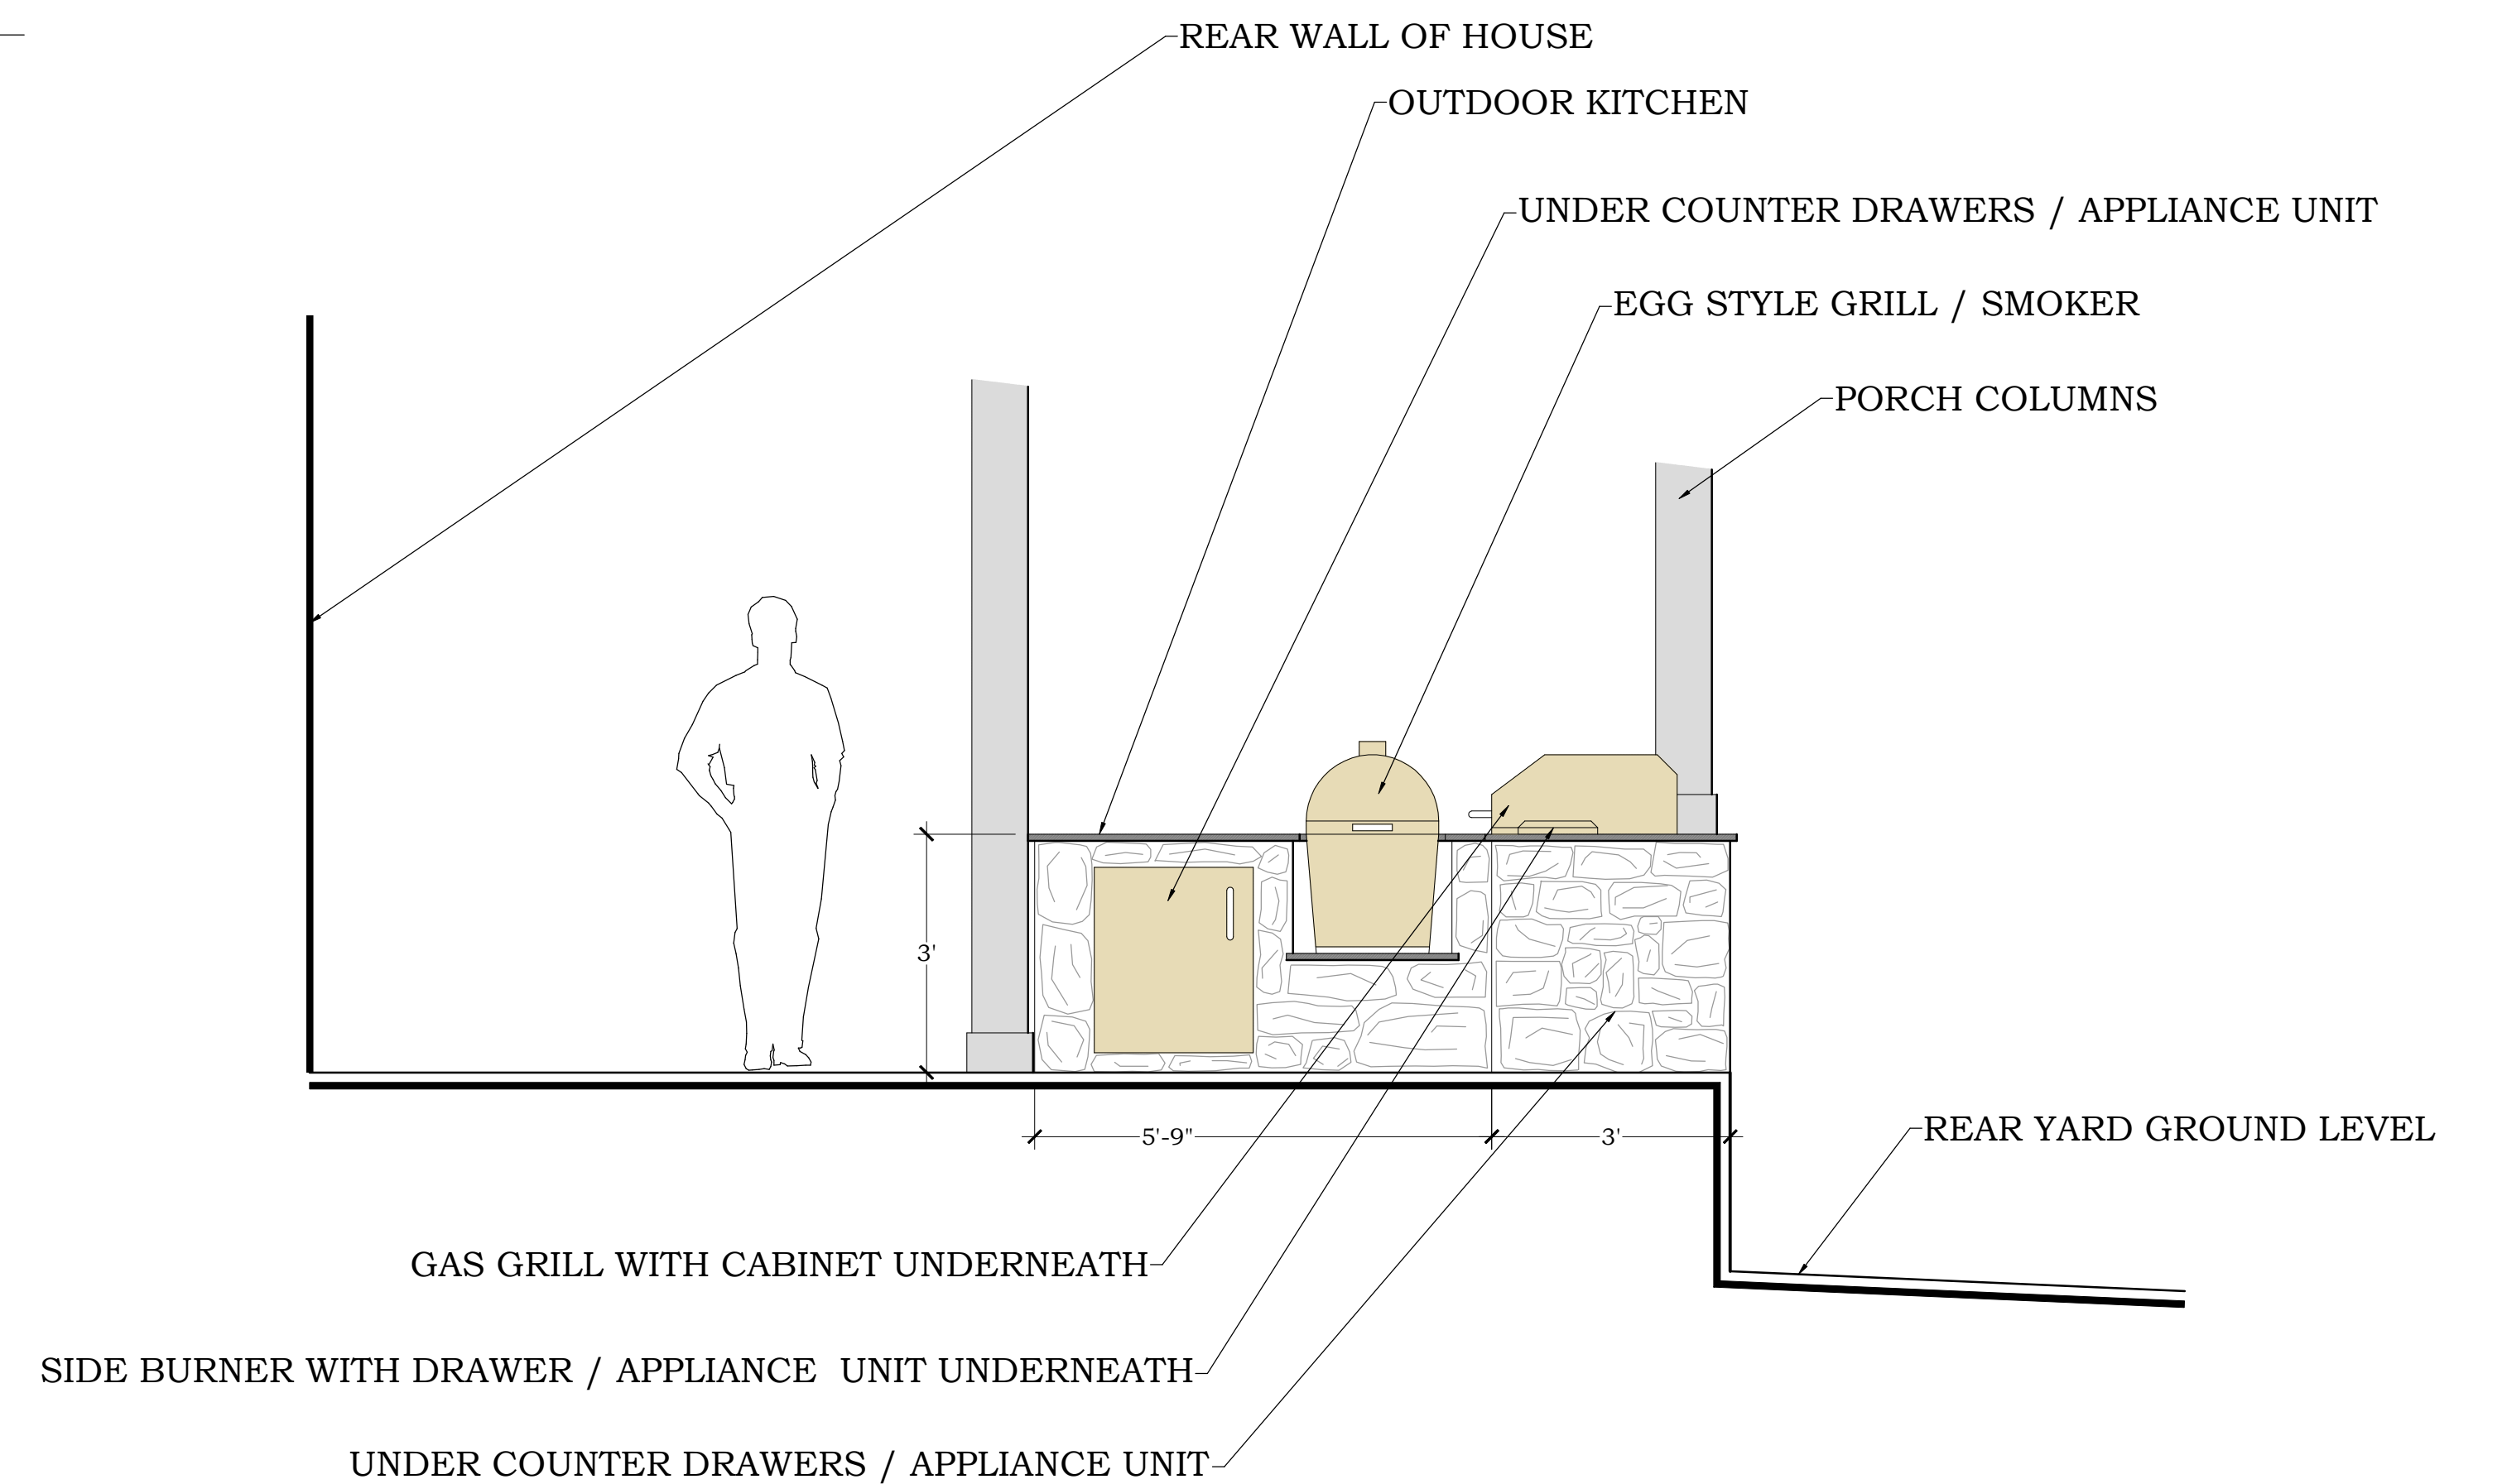 REAR WALL OF HOUSE
OUTDOOR KITCHEN
UNDER COUNTER DRAWERS / APPLIANCE UNIT
EGG STYLE GRILL / SMOKER
PORCH COLUMNS
3'
5'-9"
3'
REAR YARD GROUND LEVEL
GAS GRILL WITH CABINET UNDERNEATH
SIDE BURNER WITH DRAWER / APPLIANCE  UNIT UNDERNEATH
UNDER COUNTER DRAWERS / APPLIANCE UNIT